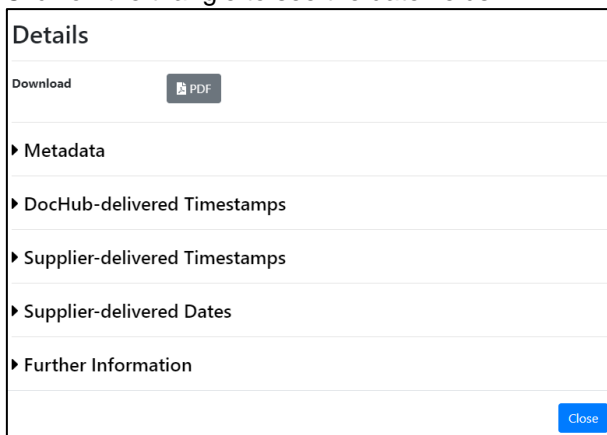 Details
Download
PDF
Metadata
DocHub-delivered Timestamps
Supplier-delivered Timestamps
Supplier-delivered Dates
Further Information
Close